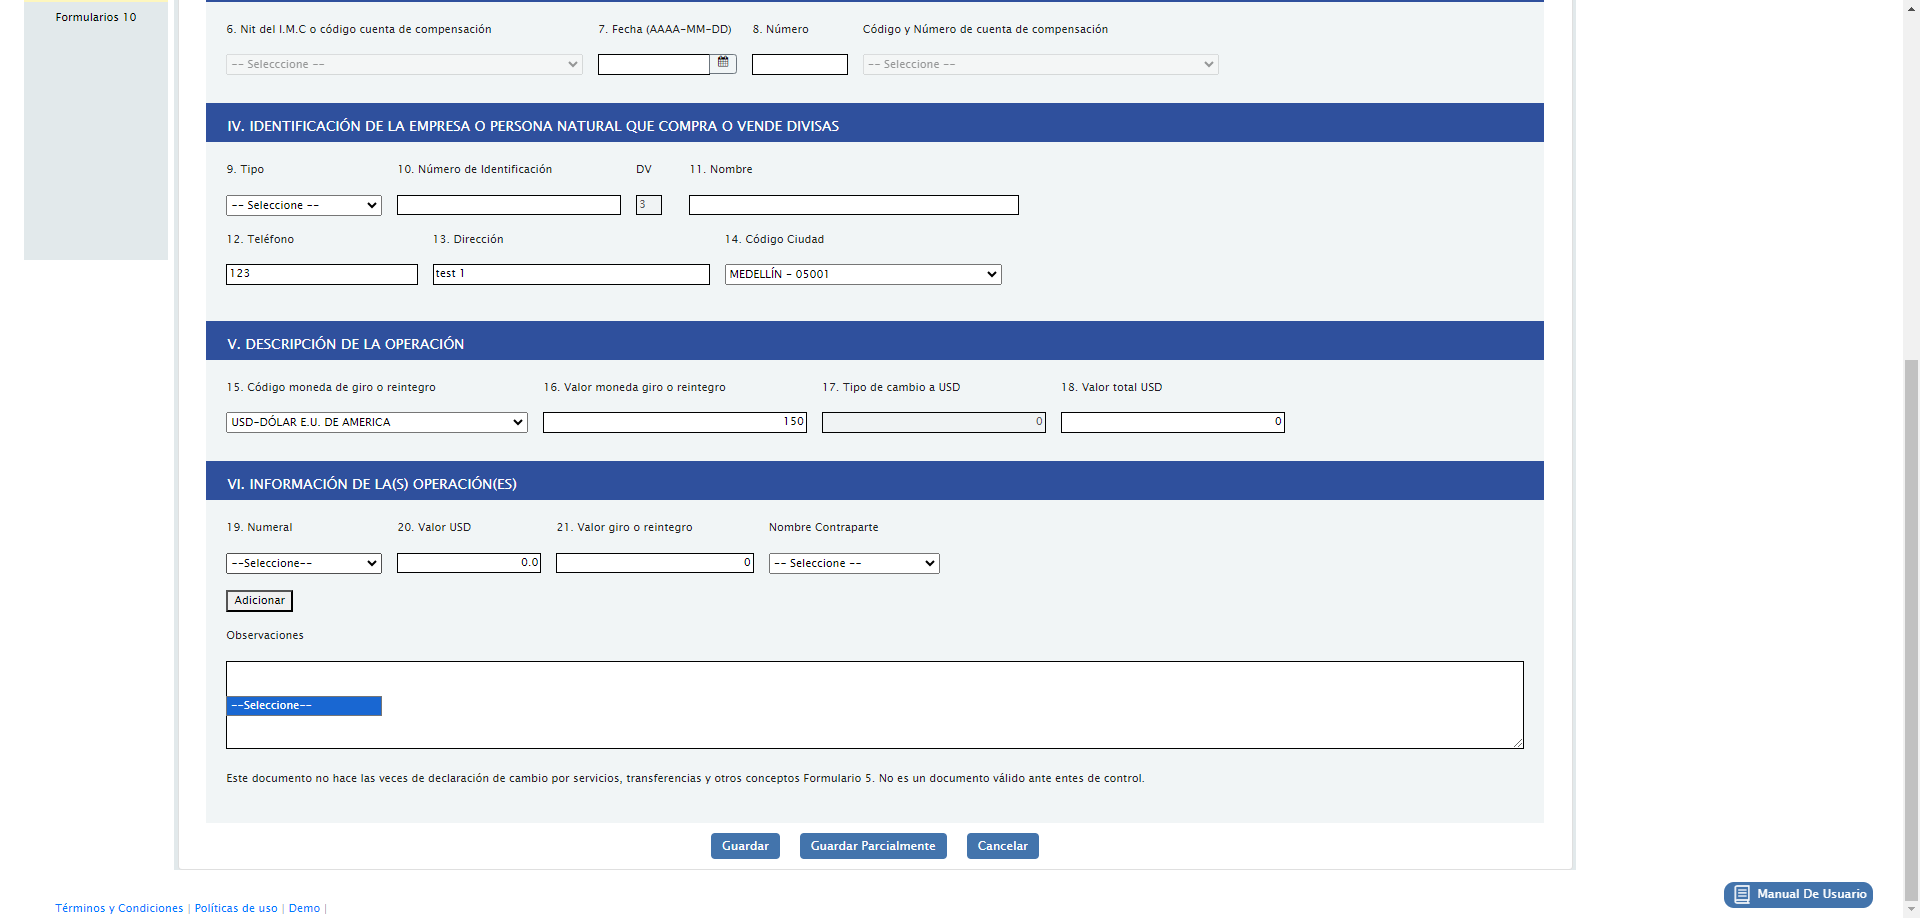 Formularios 10
6. Nit del I.M.C o código cuenta de compensación
7. Fecha (AAAA-MM-DD)
8. Número
Código y Número de cuenta de compensación
-- Selecccione --
-- Seleccione --
IV. IDENTIFICACIÓN DE LA EMPRESA O PERSONA NATURAL QUE COMPRA O VENDE DIVISAS
9. Tipo
10. Número de Identificación
DV
11. Nombre
-- Seleccione --
3
12. Teléfono
13. Dirección
14. Código Ciudad
123
test 1
MEDELLÍN - 05001
V. DESCRIPCIÓN DE LA OPERACIÓN
15. Código moneda de giro o reintegro
16. Valor moneda giro o reintegro
17. Tipo de cambio a USD
18. Valor total USD
USD-DÓLAR E.U. DE AMERICA
150
0
0
VI. INFORMACIÓN DE LA(S) OPERACIÓN(ES)
19. Numeral
20. Valor USD
21. Valor giro o reintegro
Nombre Contraparte
--Seleccione--
0.0
0
-- Seleccione --
Adicionar
Observaciones
--Seleccione--
Este documento no hace las veces de declaración de cambio por servicios, transferencias y otros conceptos Formulario 5. No es un documento válido ante entes de control.
Guardar
Guardar Parcialmente
Cancelar
Manual De Usuario
Términos y Condiciones | Políticas de uso | Demo |